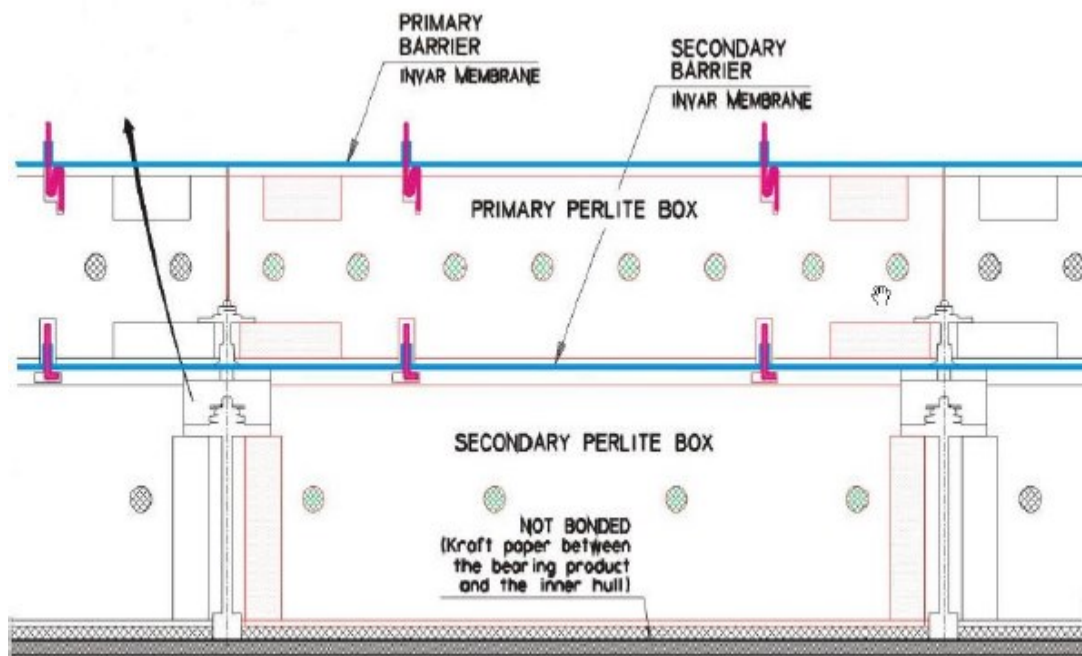 PRIMARY
BARRIER
INVAR MEMBRANE
SECONDARY
BARRIER
INVAR MEMBRANE
PRIMARY PERLITE BOX
SECONDARY PERLITE BOX
NOT BONDED
(Kraft paper between
the bearing product
and the inner hull)